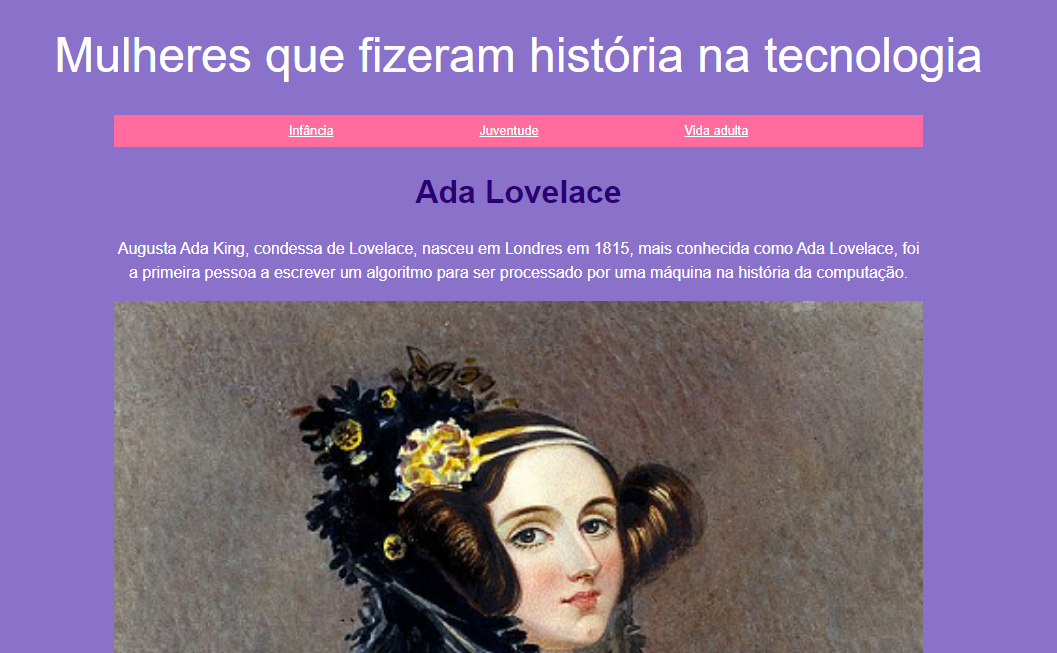 Mulheres que fizeram história na tecnologia
Infância Juventude Vida adulta
Ada Lovelace
Augusta Ada King, condessa de Lovelace, nasceu em Londres em 1815, mais conhecida como Ada Lovelace, foi
a primeira pessoa a escrever um algoritmo para ser processado por uma máquina na história da computação.